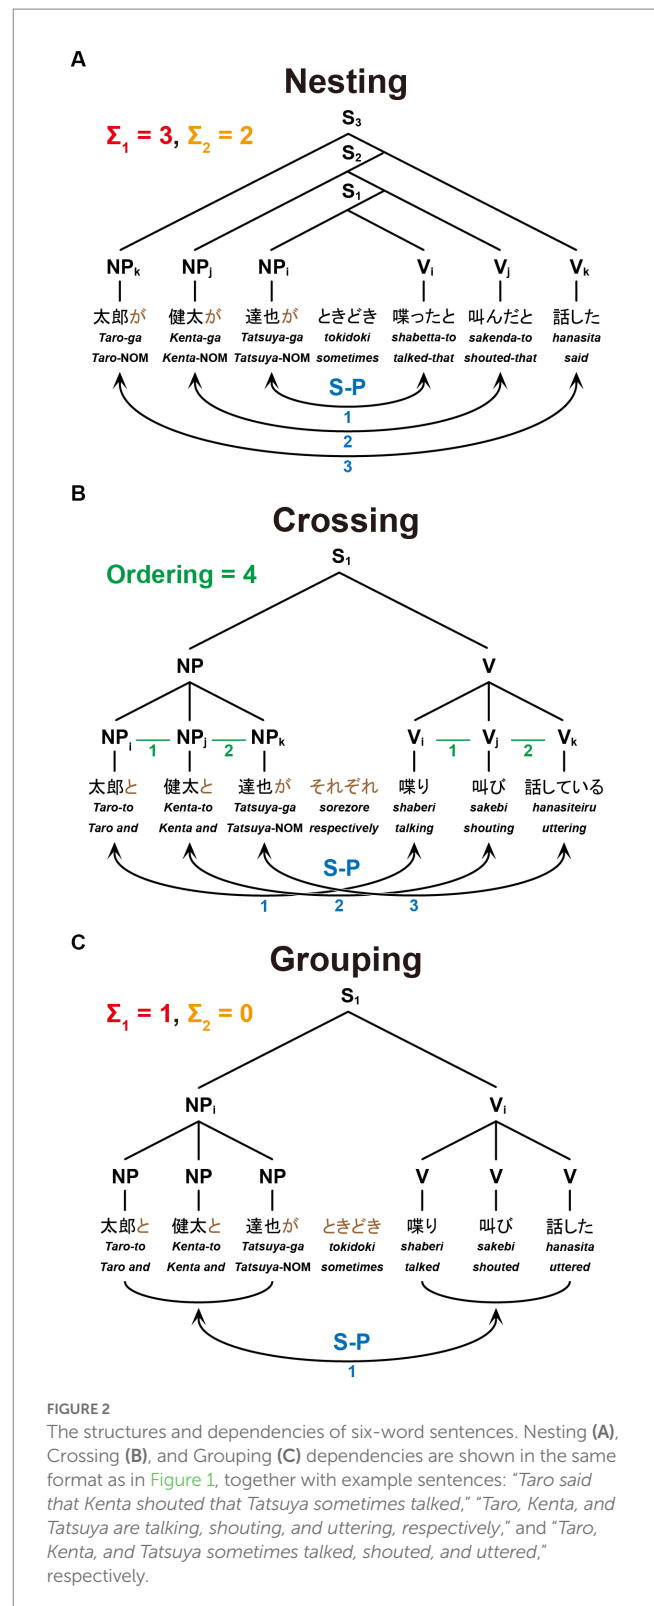 A
Nesting
S3
Σ1 = 3, Σ2 = 2
S2
S1
NPk NPj NPi Vi Vj Vk
太郎が 健太が 達也が ときどき 喋ったと 叫んだと 話した
Taro-ga Kenta-ga Tatsuya-ga tokidoki shabetta-to sakenda-to hanasita
Taro-NOM Kenta-NOM Tatsuya-NOM sometimes talked-that shouted-that said
S-P
1
2
3
B
Crossing
S1
Ordering = 4
NP V
NPi 1 NPj 2 NPk Vi 1 Vj 2 Vk
太郎と 健太と 達也が それぞれ 喋り 叫び 話している
Taro-to Kenta-to Tatsuya-ga sorezore shaberi sakebi hanasiteiru
Taro and Kenta and Tatsuya-NOM respectively talking shouting uttering
S-P
1 2 3
C
Grouping
S1
Σ1 = 1, Σ2 = 0
NPi Vi
NP NP NP V V V
太郎と 健太と 達也が ときどき 喋り 叫び 話した
Taro-to Kenta-to Tatsuya-ga tokidoki shaberi sakebi hanasita
Taro and Kenta and Tatsuya-NOM sometimes talked shouted uttered
S-P
1
FIGURE 2
The structures and dependencies of six-word sentences. Nesting (A),
Crossing (B), and Grouping (C) dependencies are shown in the same
format as in Figure 1, together with example sentences: “Taro said
that Kenta shouted that Tatsuya sometimes talked,” “Taro, Kenta, and
Tatsuya are talking, shouting, and uttering, respectively,” and “Taro,
Kenta, and Tatsuya sometimes talked, shouted, and uttered,”
respectively.